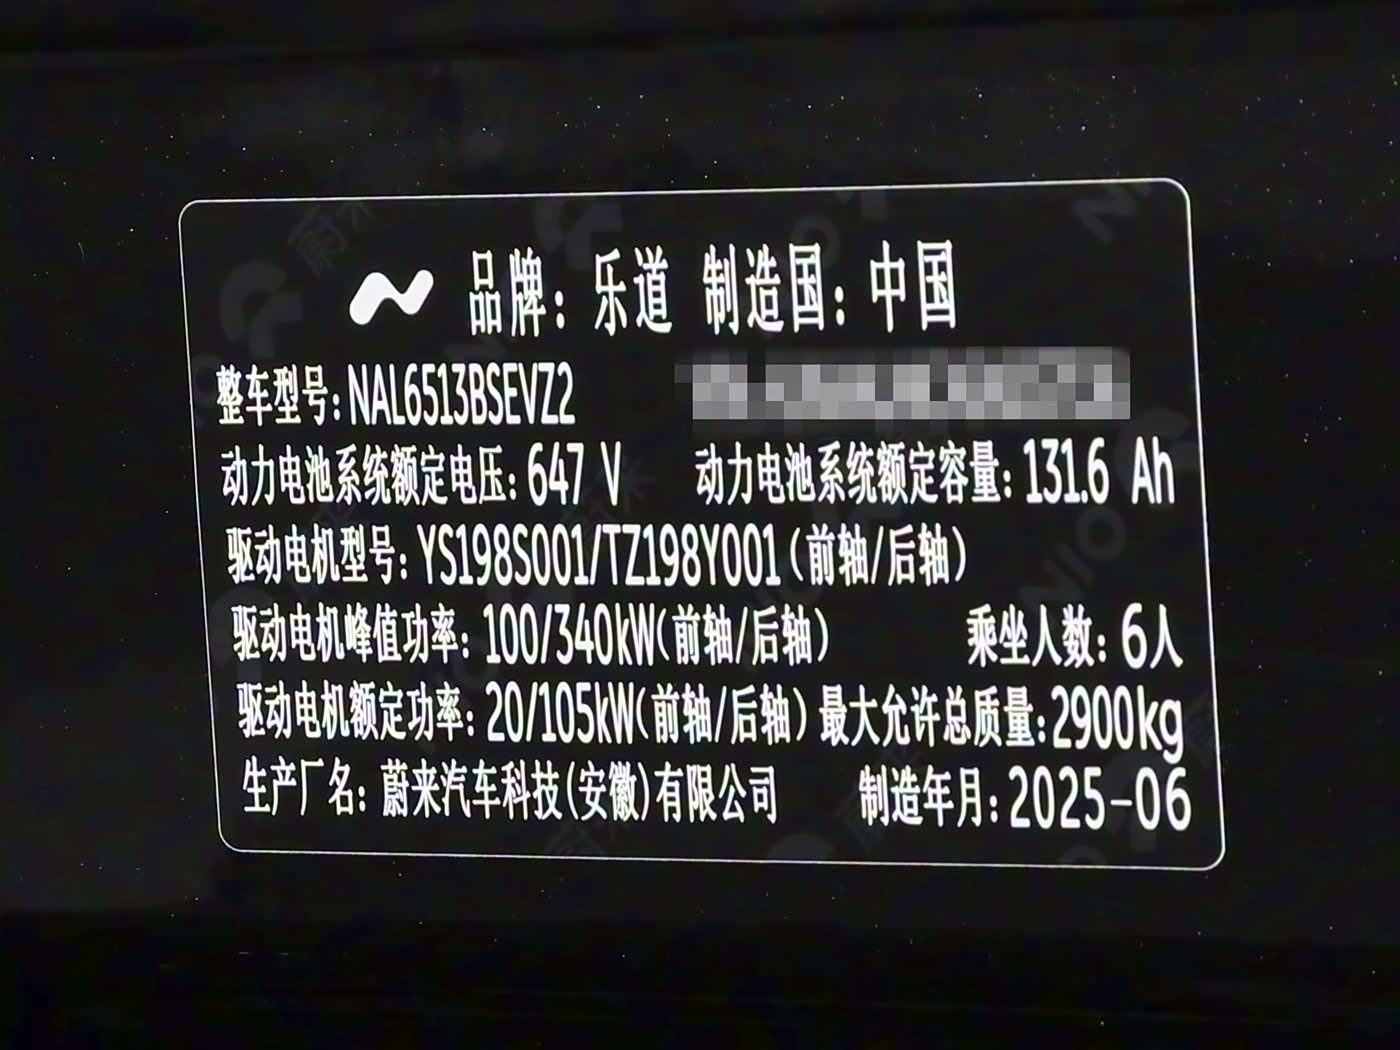 品牌：乐道 制造国：中国
整车型号：NAL6513BSEVZ2
动力电池系统额定电压：647 V 动力电池系统额定容量：131.6 Ah
驱动电机型号：YS198S001/TZ198Y001（前轴/后轴）
驱动电机峰值功率：100/340kW（前轴/后轴） 乘坐人数：6人
驱动电机额定功率：20/105kW（前轴/后轴） 最大允许总质量：2900kg
生产厂名：蔚来汽车科技（安徽）有限公司 制造年月：2025-06